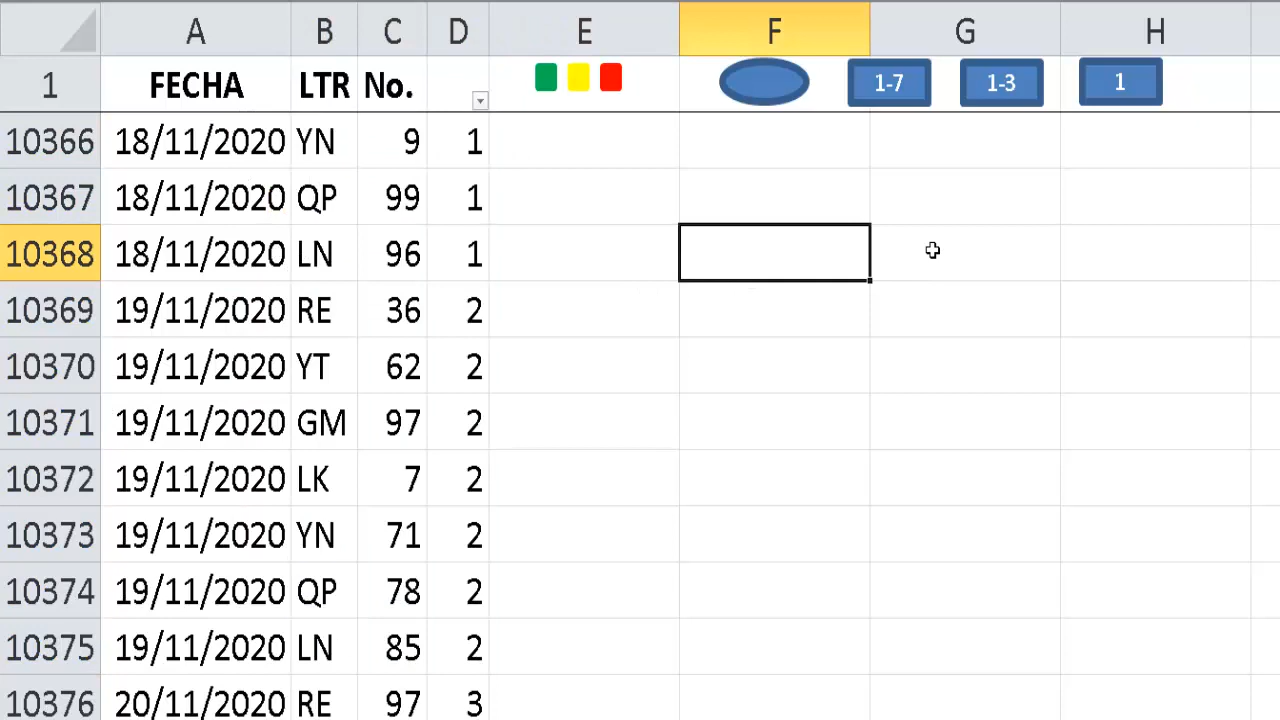 A B C D E F G H
1 FECHA LTR No. 1-7 1-3 1
10366 18/11/2020 YN 9 1
10367 18/11/2020 QP 99 1
10368 18/11/2020 LN 96 1
10369 19/11/2020 RE 36 2
10370 19/11/2020 YT 62 2
10371 19/11/2020 GM 97 2
10372 19/11/2020 LK 7 2
10373 19/11/2020 YN 71 2
10374 19/11/2020 QP 78 2
10375 19/11/2020 LN 85 2
10376 20/11/2020 RE 97 3